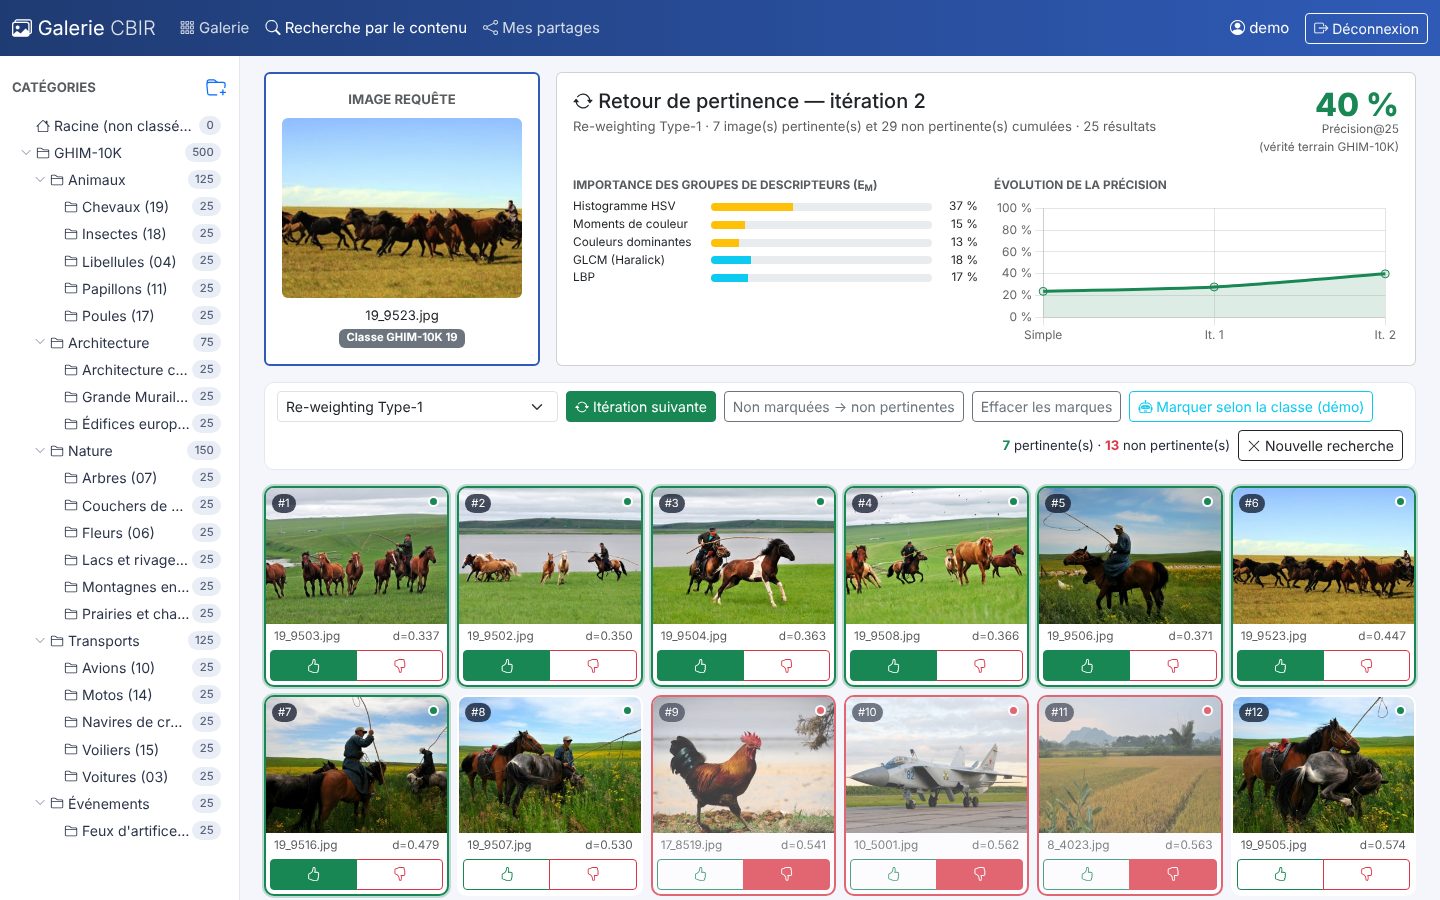 Galerie CBIR
Galerie
Recherche par le contenu
Mes partages
demo
Déconnexion
CATÉGORIES
Racine (non classé... 0
GHIM-10K 500
Animaux 125
Chevaux (19) 25
Insectes (18) 25
Libellules (04) 25
Papillons (11) 25
Poules (17) 25
Architecture 75
Architecture c... 25
Grande Murail... 25
Édifices europ... 25
Nature 150
Arbres (07) 25
Couchers de ... 25
Fleurs (06) 25
Lacs et rivage... 25
Montagnes en... 25
Prairies et cha... 25
Transports 125
Avions (10) 25
Motos (14) 25
Navires de cr... 25
Voiliers (15) 25
Voitures (03) 25
Événements 25
Feux d'artifice... 25
IMAGE REQUÊTE
19_9523.jpg
Classe GHIM-10K 19
Retour de pertinence — itération 2
Re-weighting Type-1 · 7 image(s) pertinente(s) et 29 non pertinente(s) cumulées · 25 résultats
40 %
Précision@25
(vérité terrain GHIM-10K)
IMPORTANCE DES GROUPES DE DESCRIPTEURS (EM)
Histogramme HSV 37 %
Moments de couleur 15 %
Couleurs dominantes 13 %
GLCM (Haralick) 18 %
LBP 17 %
ÉVOLUTION DE LA PRÉCISION
100 %
80 %
60 %
40 %
20 %
0 %
Simple It. 1 It. 2
Re-weighting Type-1
Itération suivante
Non marquées → non pertinentes
Effacer les marques
Marquer selon la classe (démo)
7 pertinente(s) · 13 non pertinente(s)
Nouvelle recherche
#1 #2 #3 #4 #5 #6
19_9503.jpg d=0.337
19_9502.jpg d=0.350
19_9504.jpg d=0.363
19_9508.jpg d=0.366
19_9506.jpg d=0.371
19_9523.jpg d=0.447
#7 #8 #9 #10 #11 #12
82
19_9516.jpg d=0.479
19_9507.jpg d=0.530
17_8519.jpg d=0.541
10_5001.jpg d=0.562
8_4023.jpg d=0.563
19_9505.jpg d=0.574